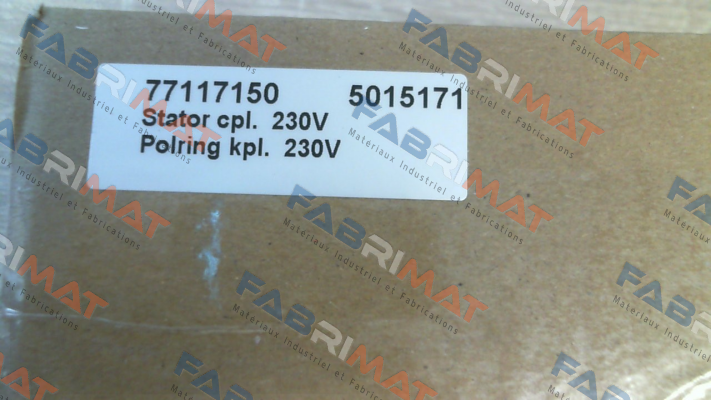 77117150 5015171
Stator cpl. 230V
Polring kpl. 230V
FABRIMAT
Matériaux Industriel et Fabrications